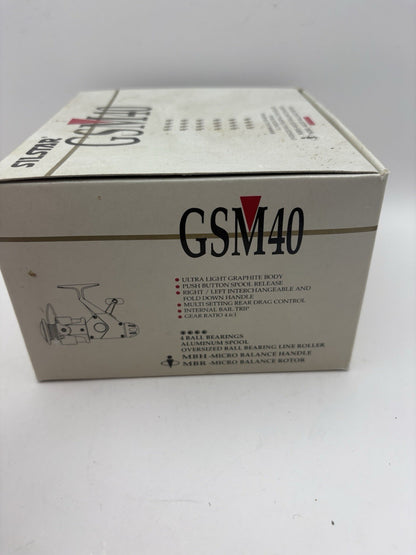 SILSTAR®
GSM40
GSM40
• ULTRA LIGHT GRAPHITE BODY
• PUSH BUTTON SPOOL RELEASE
• RIGHT / LEFT INTERCHANGEABLE AND
FOLD DOWN HANDLE
• MULTI SETTING REAR DRAG CONTROL
• INTERNAL BAIL TRIP
• GEAR RATIO 4.6:1
4 BALL BEARINGS
ALUMINUM SPOOL
OVERSIZED BALL BEARING LINE ROLLER
MBH -MICRO BALANCE HANDLE
MBR -MICRO BALANCE ROTOR